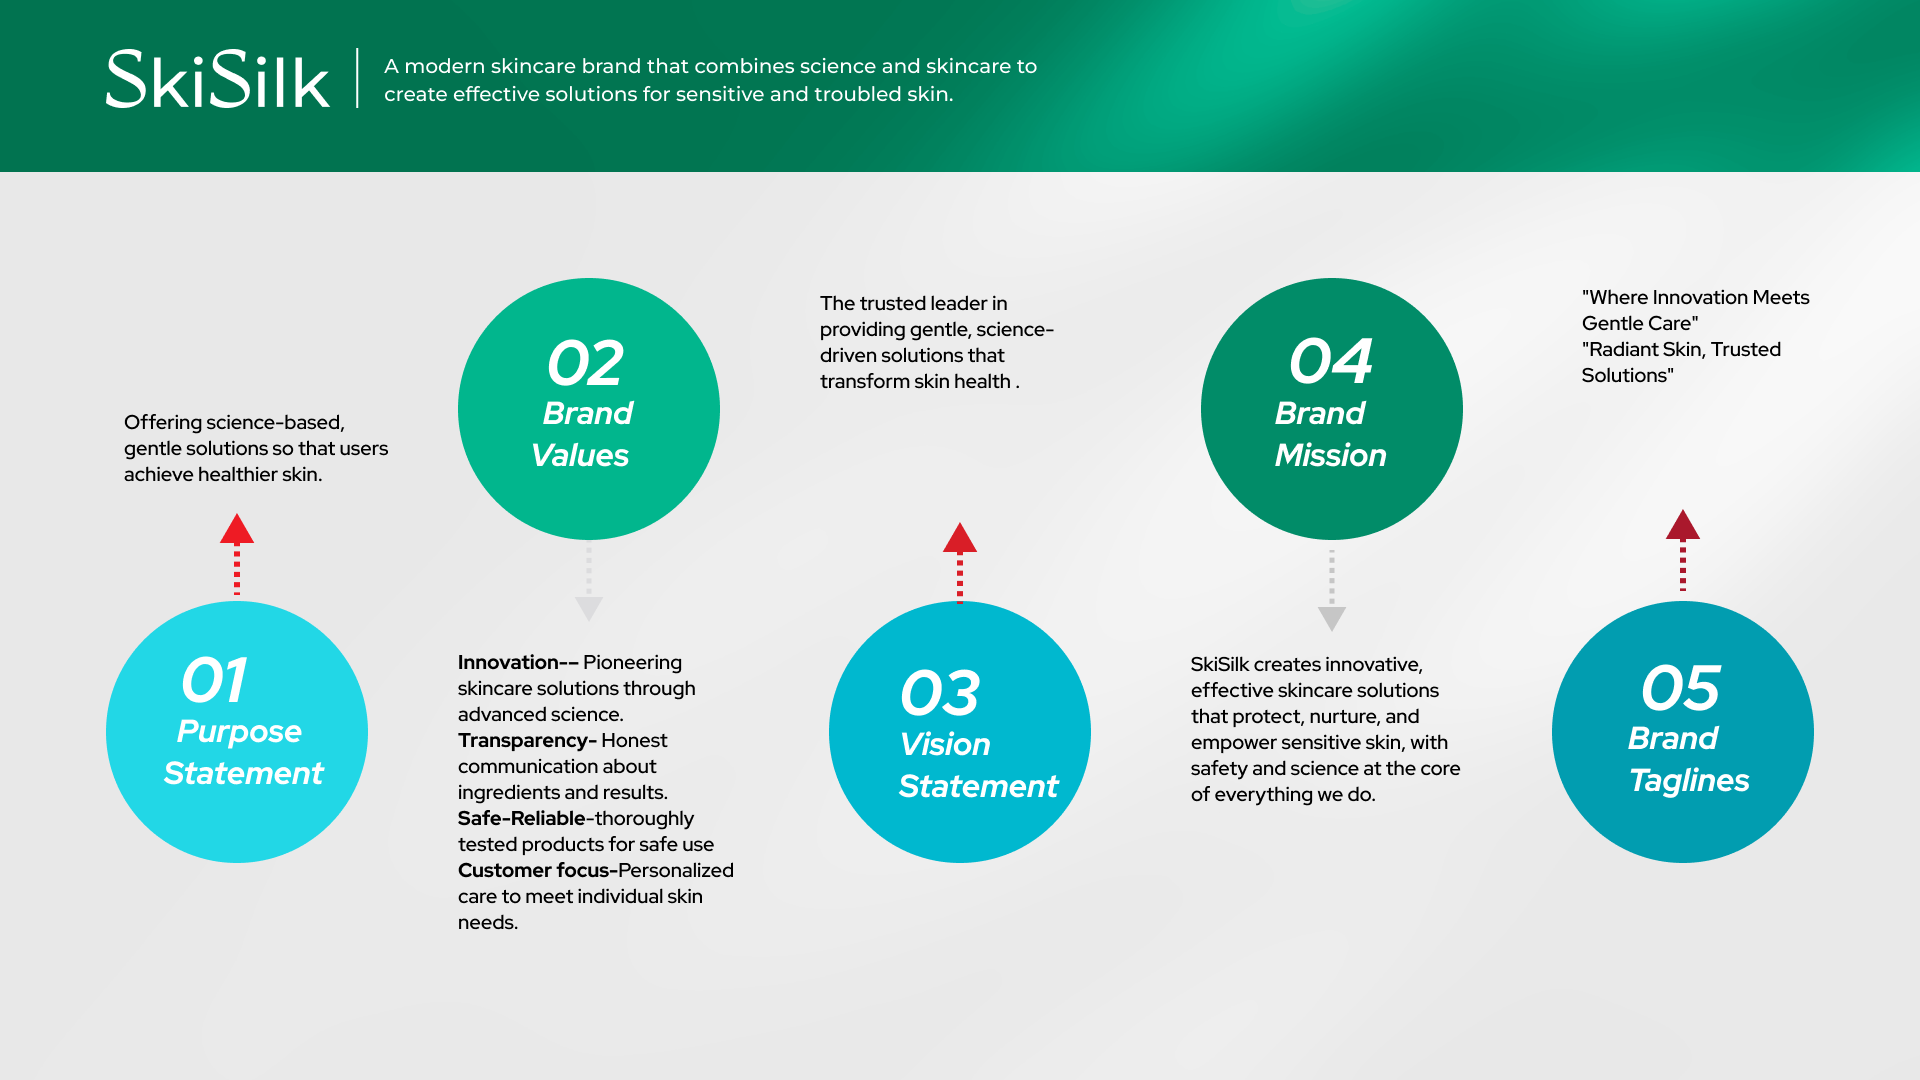 SkiSilk
A modern skincare brand that combines science and skincare to
create effective solutions for sensitive and troubled skin.
Offering science-based,
gentle solutions so that users
achieve healthier skin.
01
Purpose
Statement
02
Brand
Values
Innovation-– Pioneering
skincare solutions through
advanced science.
Transparency- Honest
communication about
ingredients and results.
Safe-Reliable-thoroughly
tested products for safe use
Customer focus-Personalized
care to meet individual skin
needs.
The trusted leader in
providing gentle, science-
driven solutions that
transform skin health .
03
Vision
Statement
04
Brand
Mission
SkiSilk creates innovative,
effective skincare solutions
that protect, nurture, and
empower sensitive skin, with
safety and science at the core
of everything we do.
"Where Innovation Meets
Gentle Care"
"Radiant Skin, Trusted
Solutions"
05
Brand
Taglines